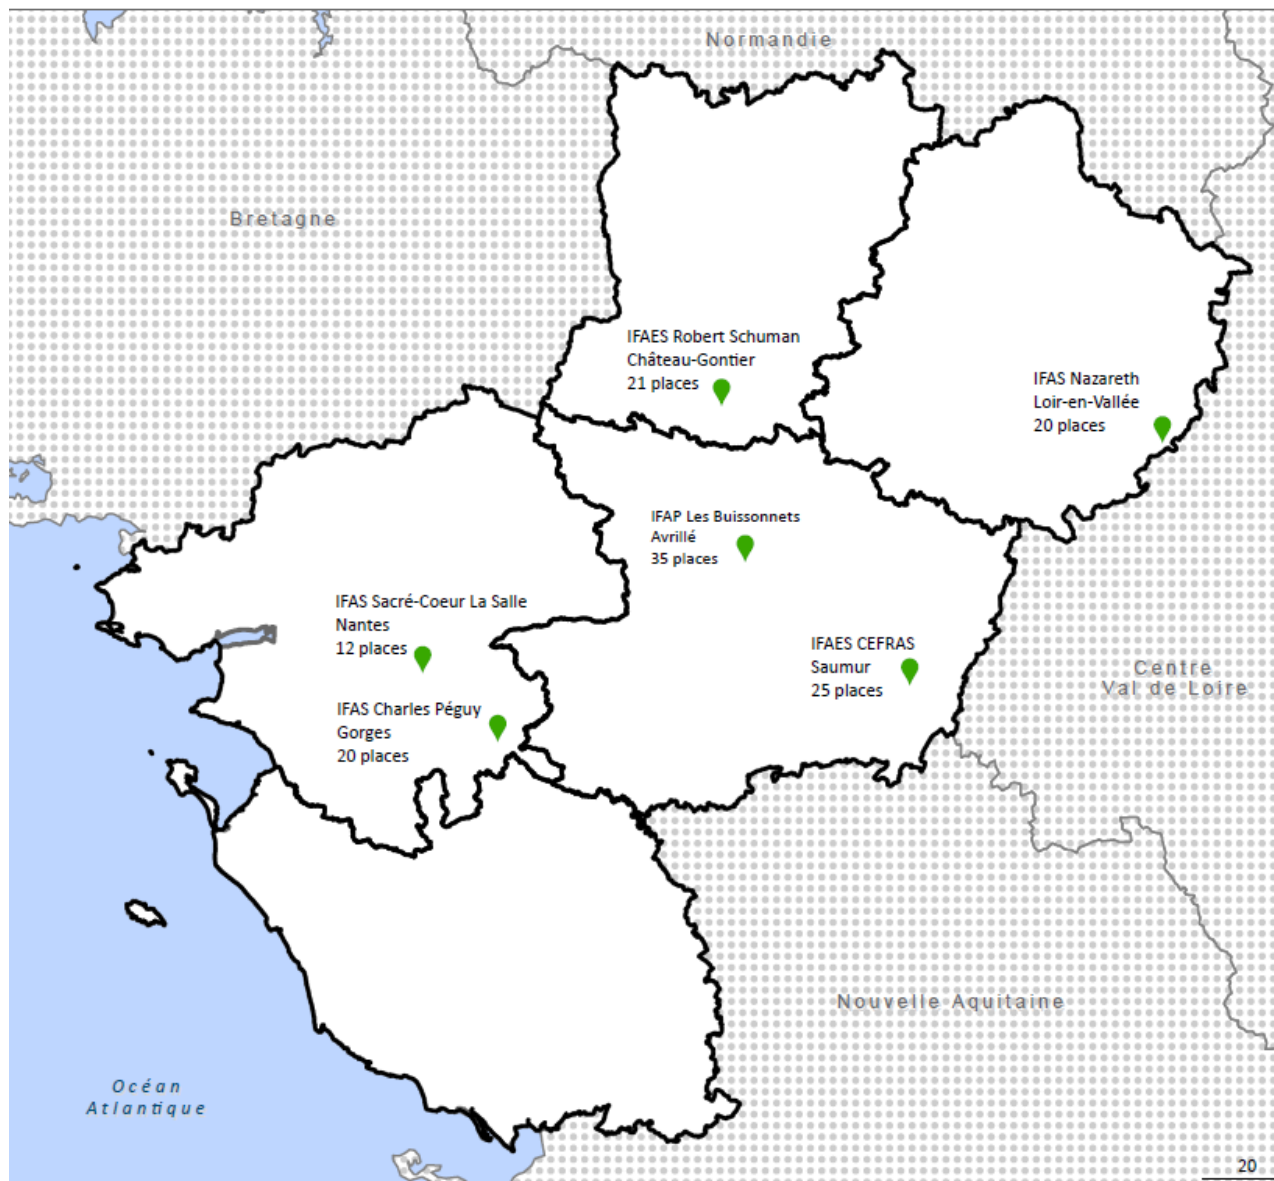 Normandie
Bretagne
IFAES Robert Schuman
Château-Gontier
21 places
IFAS Nazareth
Loir-en-Vallée
20 places
IFAP Les Buissonnets
Avrillé
35 places
IFAS Sacré-Coeur La Salle
Nantes
12 places
IFAES CEFRAS
Saumur
25 places
Centre
Val de Loire
IFAS Charles Péguy
Gorges
20 places
Nouvelle Aquitaine
Océan
Atlantique
20